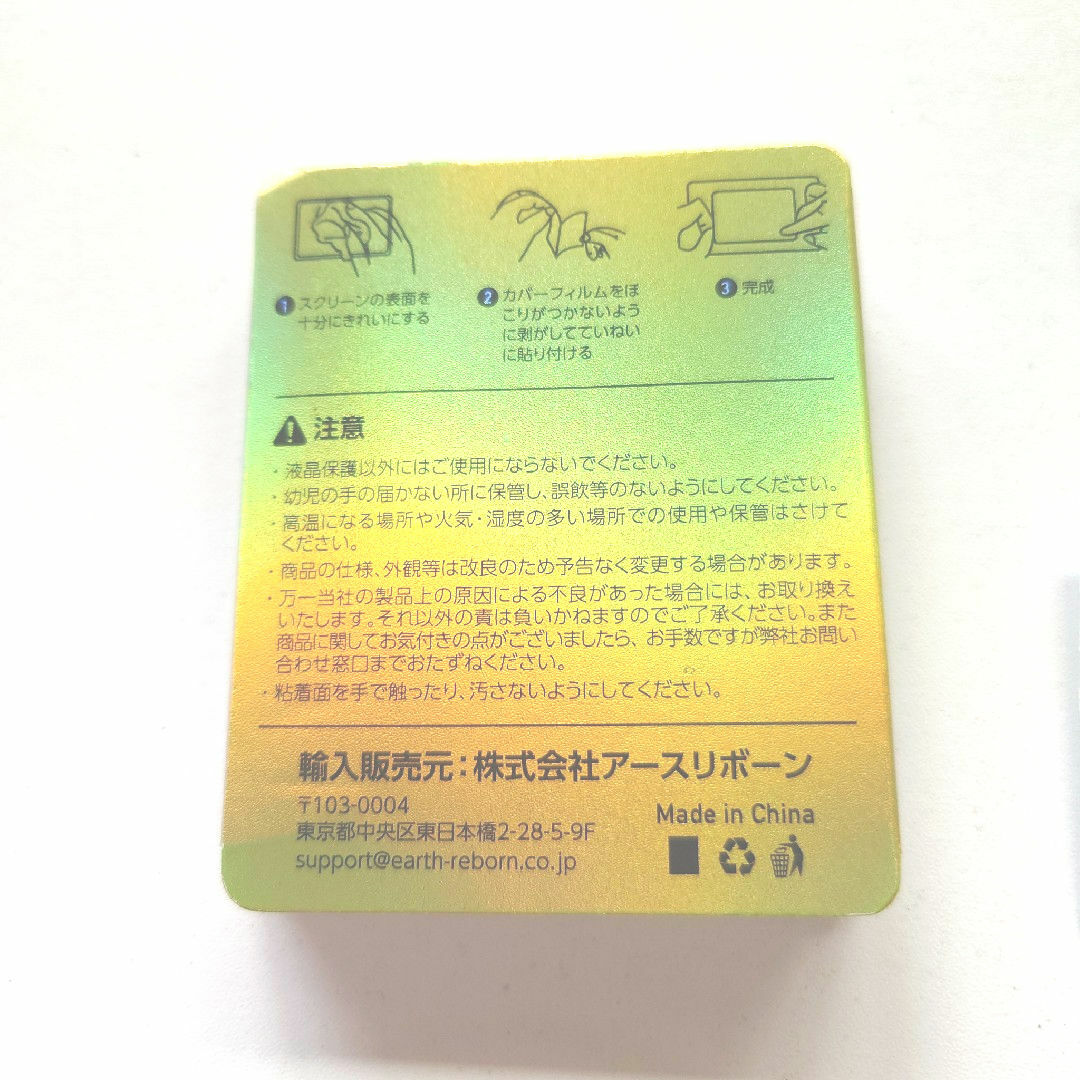 1 スクリーンの表面を
十分にきれいにする
2 カバーフィルムをほ
こりがつかないよう
に剥がしてていねい
に貼り付ける
3 完成
注意
・液晶保護以外にはご使用にならないでください。
・幼児の手の届かない所に保管し、誤飲等のないようにしてください。
・高温になる場所や火気・湿度の多い場所での使用や保管はさけて
ください。
・商品の仕様、外観等は改良のため予告なく変更する場合があります。
・万一当社の製品上の原因による不良があった場合には、お取り換え
いたします。それ以外の責は負いかねますのでご了承ください。また
商品に関してお気付きの点がございましたら、お手数ですが弊社お問い
合わせ窓口までおたずねください。
・粘着面を手で触ったり、汚さないようにしてください。
輸入販売元：株式会社アースリボーン
〒103-0004
東京都中央区東日本橋2-28-5-9F
support@earth-reborn.co.jp
Made in China